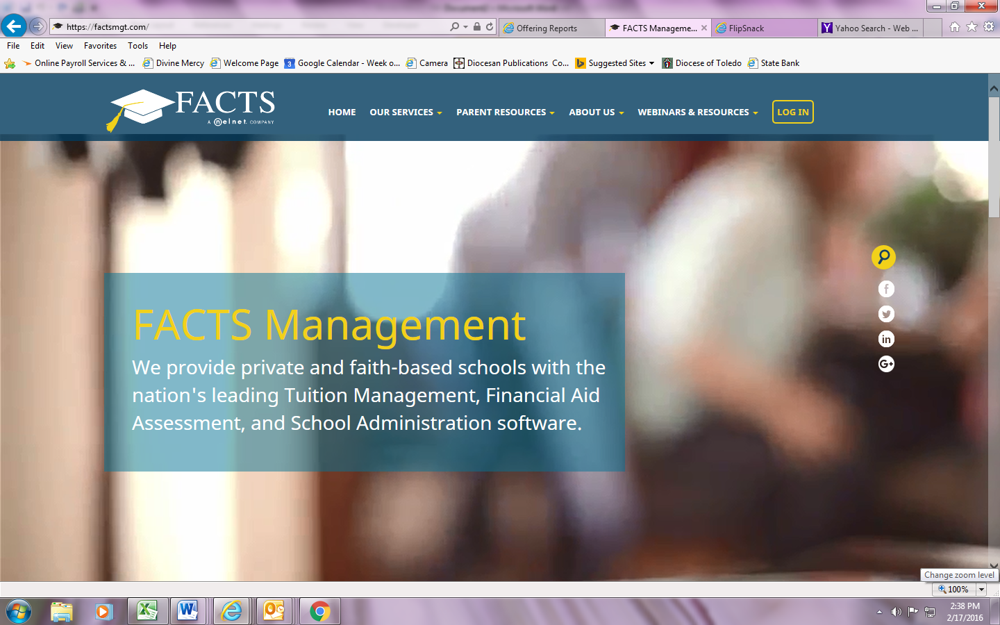 https://factsmgt.com/
Offering Reports
FACTS Manageme...
FlipSnack
Yahoo Search - Web ...
File Edit View Favorites Tools Help
Online Payroll Services & ... Divine Mercy Welcome Page 3 Google Calendar - Week o... Camera Diocesan Publications Co... Suggested Sites Diocese of Toledo State Bank
FACTS
A nelnet COMPANY
HOME OUR SERVICES PARENT RESOURCES ABOUT US WEBINARS & RESOURCES LOG IN
FACTS Management
We provide private and faith-based schools with the
nation's leading Tuition Management, Financial Aid
Assessment, and School Administration software.
Change zoom level
100%
2:38 PM
2/17/2016